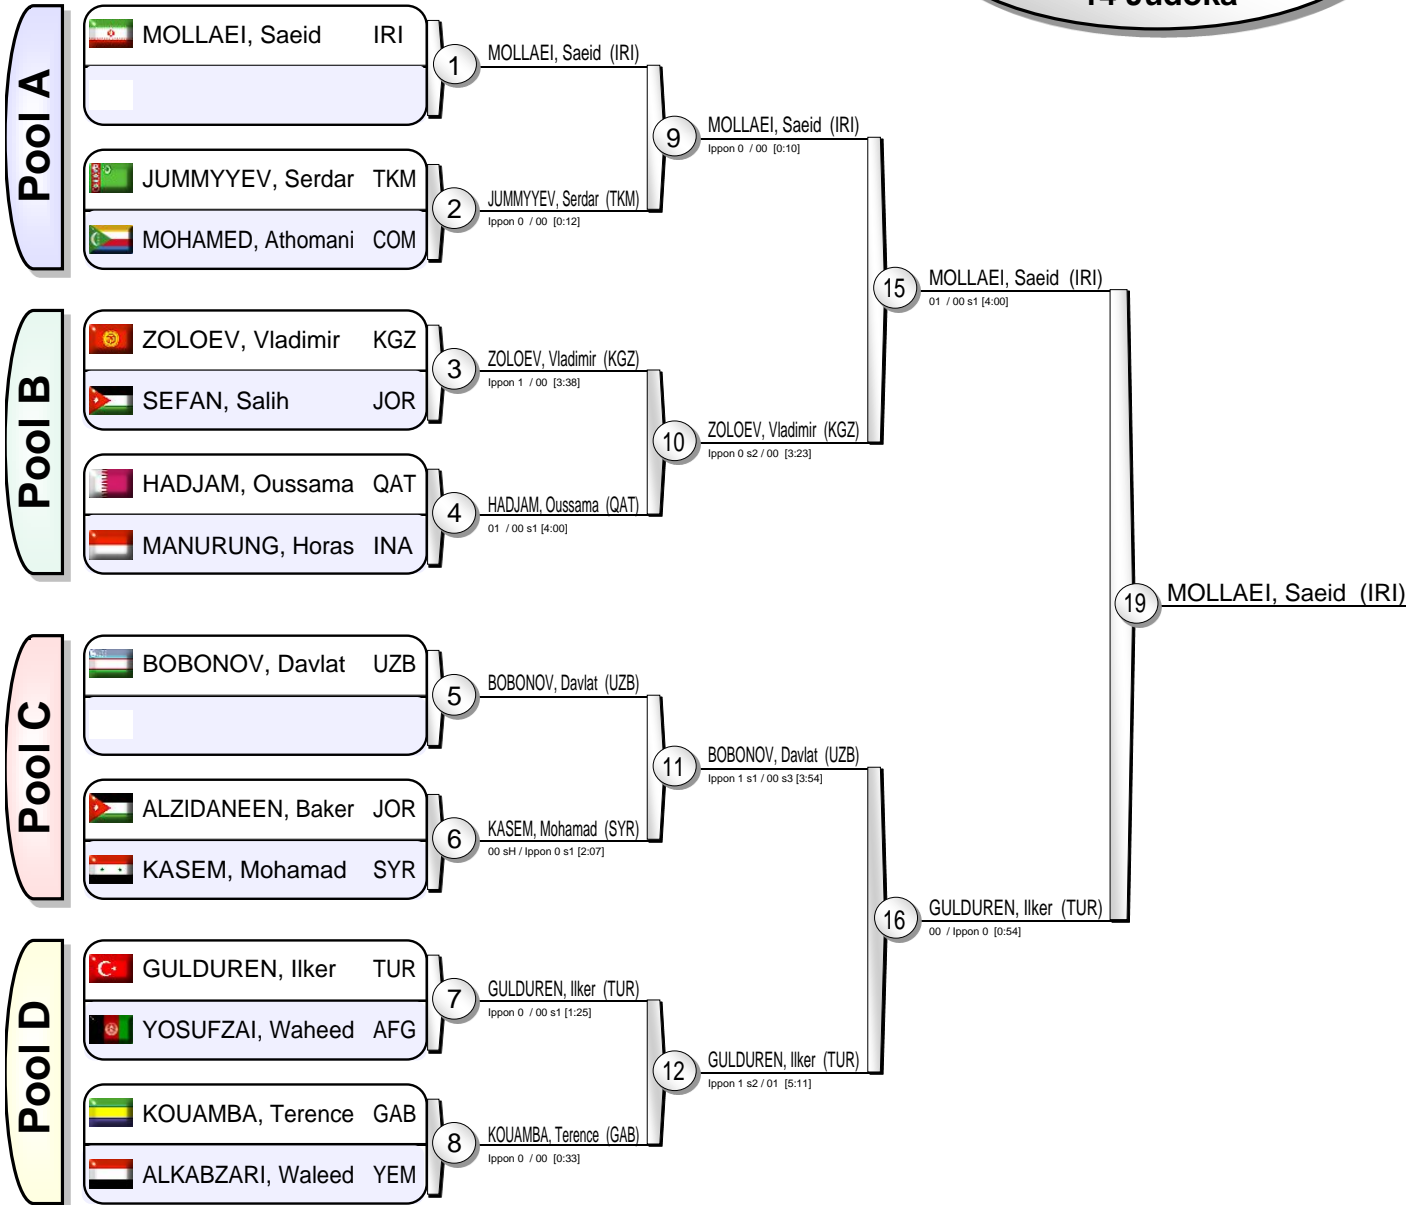 14 Judoka
Pool A
MOLLAEI, Saeid IRI
1
MOLLAEI, Saeid (IRI)
JUMMYYEV, Serdar TKM
MOHAMED, Athomani COM
2
JUMMYYEV, Serdar (TKM)
Ippon 0 / 00 [0:12]
9
MOLLAEI, Saeid (IRI)
Ippon 0 / 00 [0:10]
Pool B
ZOLOEV, Vladimir KGZ
SEFAN, Salih JOR
3
ZOLOEV, Vladimir (KGZ)
Ippon 1 / 00 [3:38]
HADJAM, Oussama QAT
MANURUNG, Horas INA
4
HADJAM, Oussama (QAT)
01 / 00 s1 [4:00]
10
ZOLOEV, Vladimir (KGZ)
Ippon 0 s2 / 00 [3:23]
15
MOLLAEI, Saeid (IRI)
01 / 00 s1 [4:00]
Pool C
BOBONOV, Davlat UZB
5
BOBONOV, Davlat (UZB)
ALZIDANEEN, Baker JOR
KASEM, Mohamad SYR
6
KASEM, Mohamad (SYR)
00 sH / Ippon 0 s1 [2:07]
11
BOBONOV, Davlat (UZB)
Ippon 1 s1 / 00 s3 [3:54]
Pool D
GULDUREN, Ilker TUR
YOSUFZAI, Waheed AFG
7
GULDUREN, Ilker (TUR)
Ippon 0 / 00 s1 [1:25]
KOUAMBA, Terence GAB
ALKABZARI, Waleed YEM
8
KOUAMBA, Terence (GAB)
Ippon 0 / 00 [0:33]
12
GULDUREN, Ilker (TUR)
Ippon 1 s2 / 01 [5:11]
16
GULDUREN, Ilker (TUR)
00 / Ippon 0 [0:54]
19
MOLLAEI, Saeid (IRI)